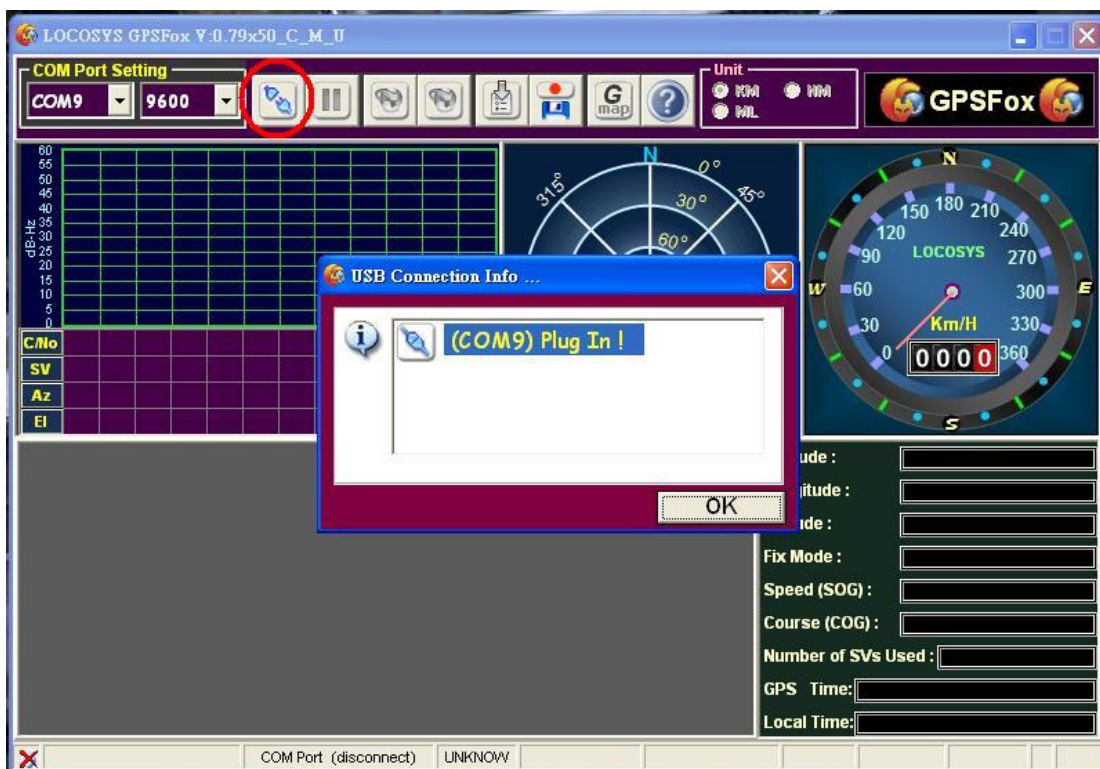 LOCOSYS GPSFox V:0.79x50_C_M_U
COM Port Setting
COM9
9600
G
map
?
Unit
KM
NM
ML
GPSFox
60
55
50
45
40
35
30
25
20
15
10
5
0
dB-Hz
C/No
SV
Az
El
N
0°
315°
45°
30°
60°
N
E
S
W
0
30
60
90
120
150
180
210
240
270
300
330
360
LOCOSYS
Km/H
0000
USB Connection Info ...
(COM9) Plug In !
OK
ude :
itude :
ude :
Fix Mode :
Speed (SOG) :
Course (COG) :
Number of SVs Used :
GPS Time:
Local Time:
COM Port (disconnect)
UNKNOW